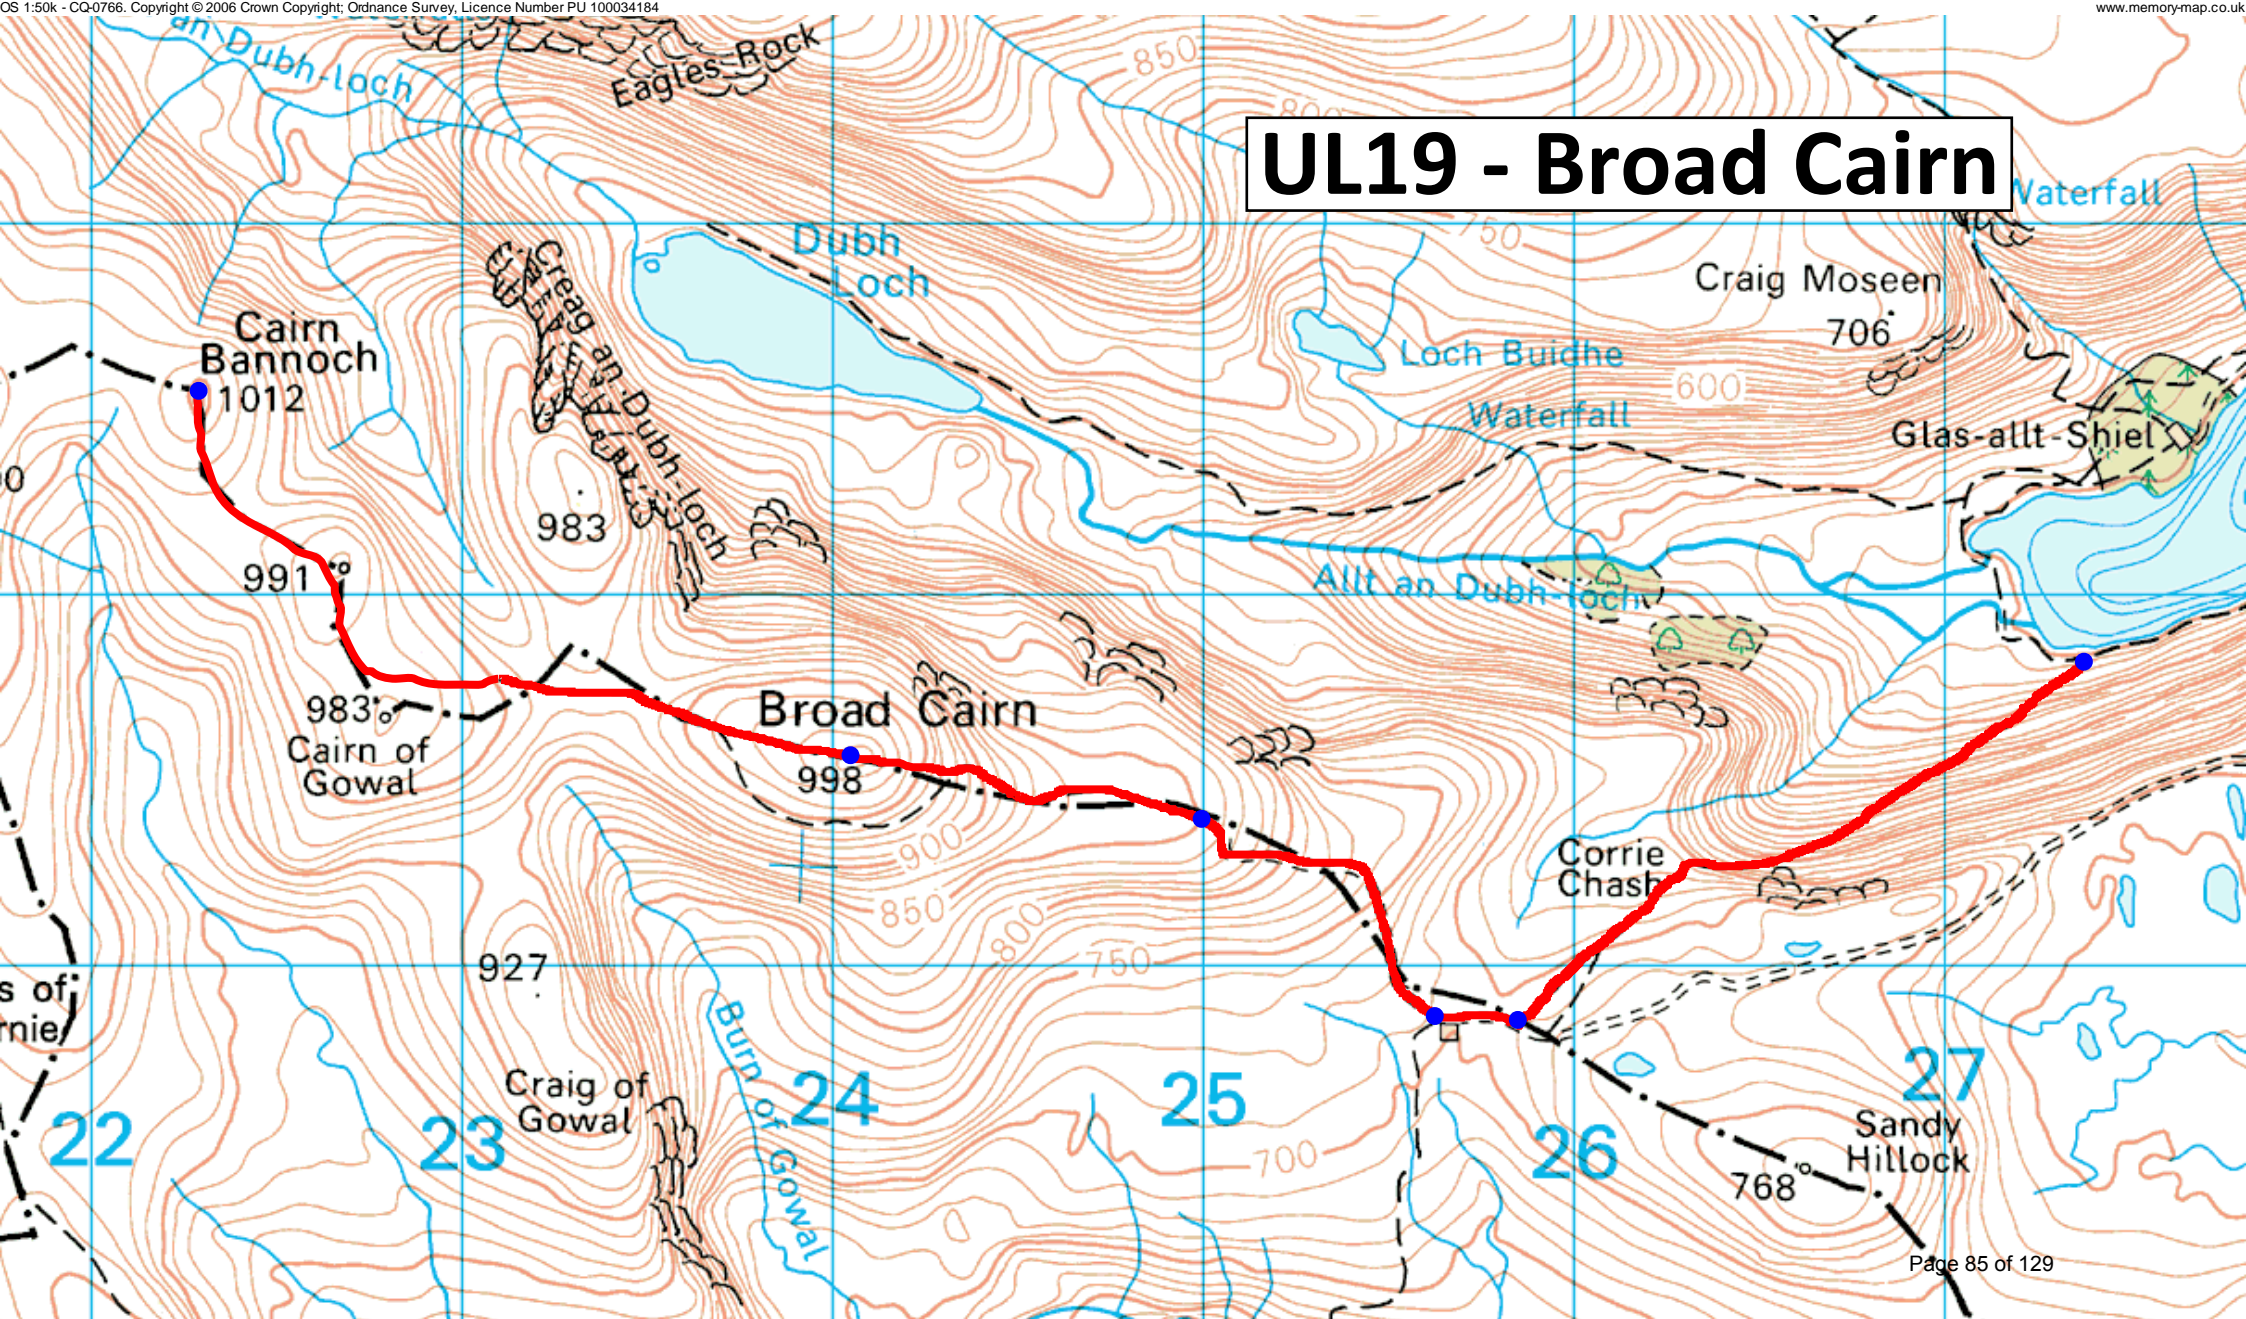 OS 1:50k - CQ-0766. Copyright © 2006 Crown Copyright; Ordnance Survey, Licence Number PU 100034184
www.memory-map.co.uk
an Dubh-loch
Eagles Rock
850
800
UL19 - Broad Cairn
Waterfall
750
Dubh
Loch
Craig Moseen
706
Creag an Dubh-loch
Cairn
Bannoch
1012
Loch Buidhe
600
Waterfall
Glas-allt-Shiel
983
991
Allt an Dubh-loch
983
Cairn of
Gowal
Broad Cairn
998
900
850
800
750
Corrie
Chash
927
s of
rnie
Burn of Gowal
Craig of
Gowal
22
23
24
25
26
27
700
Sandy
Hillock
768
Page 85 of 129